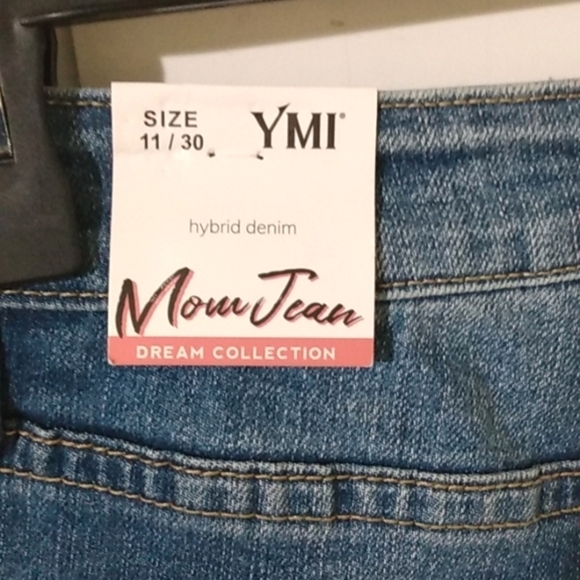 SIZE
11 / 30
YMI®
hybrid denim
Mom Jean
DREAM COLLECTION